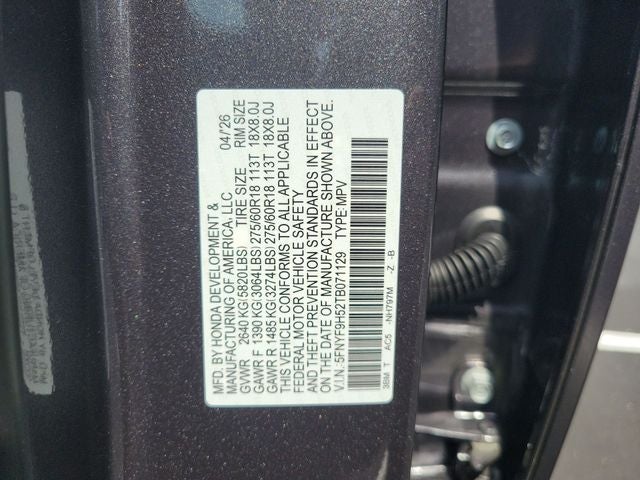 MFD. BY HONDA DEVELOPMENT &
MANUFACTURING OF AMERICA, LLC 04/26
GVWR 2640 KG(5820LBS) TIRE SIZE RIM SIZE
GAWR F 1390 KG(3064LBS) 275/60R18 113T 18X8.0J
GAWR R 1485 KG(3274LBS) 275/60R18 113T 18X8.0J
THIS VEHICLE CONFORMS TO ALL APPLICABLE
FEDERAL MOTOR VEHICLE SAFETY
AND THEFT PREVENTION STANDARDS IN EFFECT
ON THE DATE OF MANUFACTURE SHOWN ABOVE.
V.I.N.:5FNYF9H52TB071129 TYPE:MPV
3BM T AC5 -NH797M -Z -B